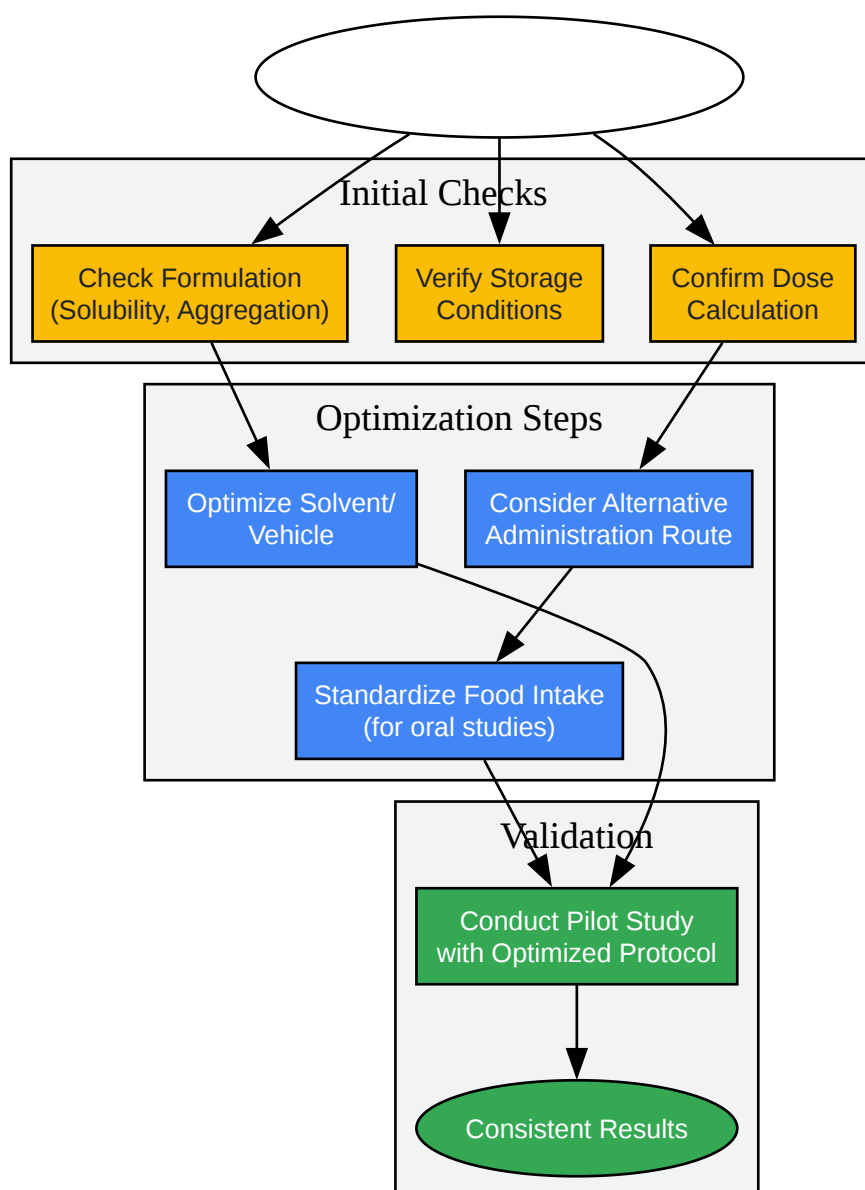 Initial Checks
Check Formulation
(Solubility, Aggregation)
Verify Storage
Conditions
Confirm Dose
Calculation
Optimization Steps
Optimize Solvent/
Vehicle
Consider Alternative
Administration Route
Standardize Food Intake
(for oral studies)
Validation
Conduct Pilot Study
with Optimized Protocol
Consistent Results